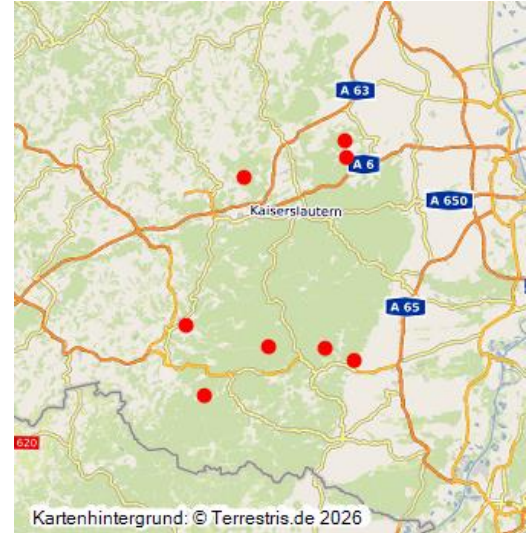 A 63
A 6
Kaiserslautern
A 650
A 65
620
Kartenhintergrund: © Terrestris.de 2026